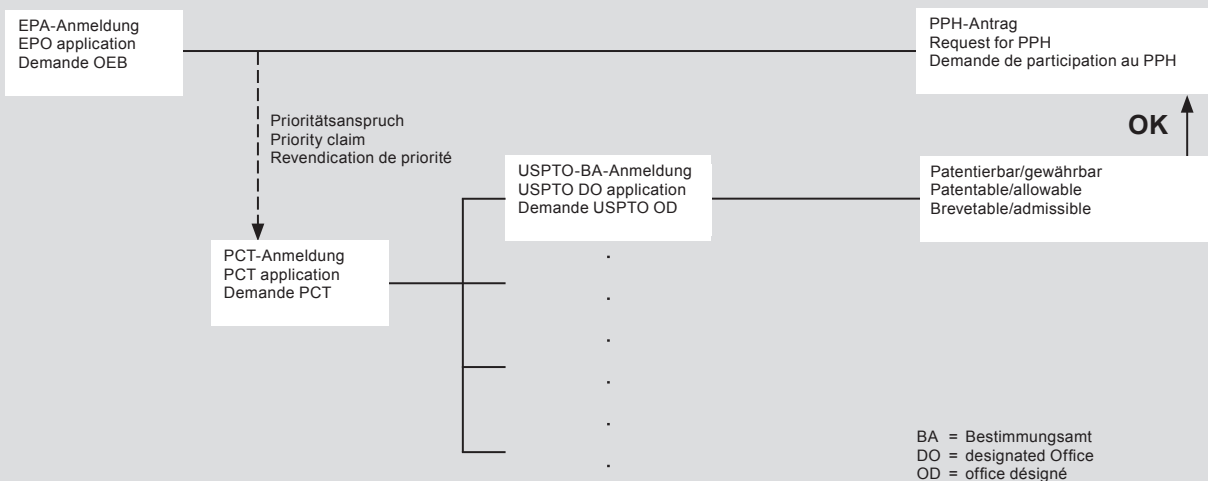 EPA-Anmeldung
EPO application
Demande OEB
PPH-Antrag
Request for PPH
Demande de participation au PPH
OK
Prioritätsanspruch
Priority claim
Revendication de priorité
USPTO-BA-Anmeldung
USPTO DO application
Demande USPTO OD
Patentierbar/gewährbar
Patentable/allowable
Brevetable/admissible
PCT-Anmeldung
PCT application
Demande PCT
BA = Bestimmungsamt
DO = designated Office
OD = office désigné